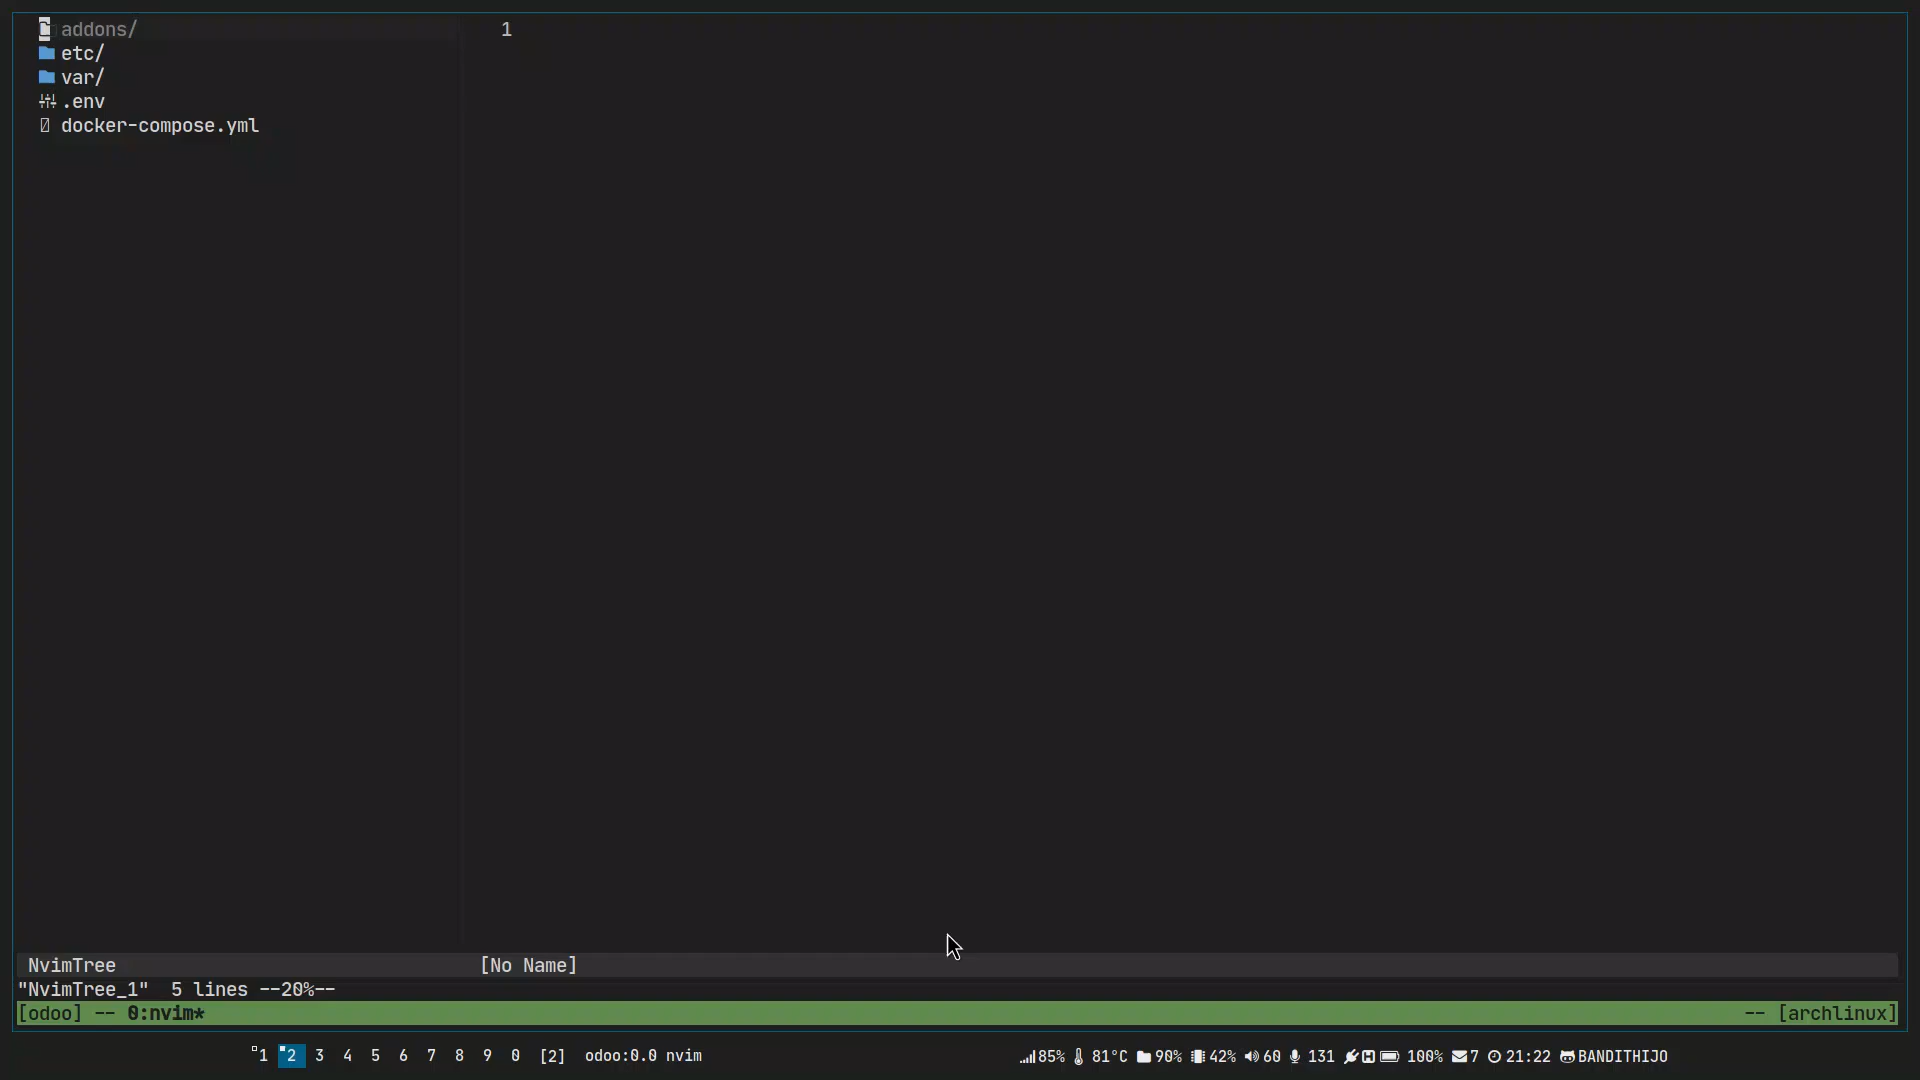 addons/
1
etc/
var/
.env
docker-compose.yml
NvimTree
[No Name]
"NvimTree_1"  5 lines --20%--
[odoo] -- 0:nvim*
-- [archlinux]
1 2 3 4 5 6 7 8 9 0 [2] odoo:0.0 nvim
85% 81°C 90% 42% 60 131 H 100% 7 21:22 BANDITHIJO